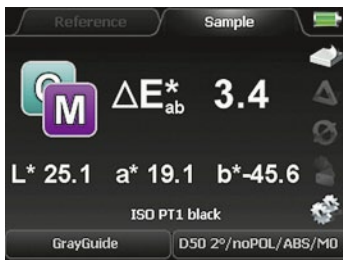 Reference Sample
C M ΔE*ab 3.4
L* 25.1 a* 19.1 b*-45.6
ISO PT1 black
GrayGuide D50 2°/noPOL/ABS/M0